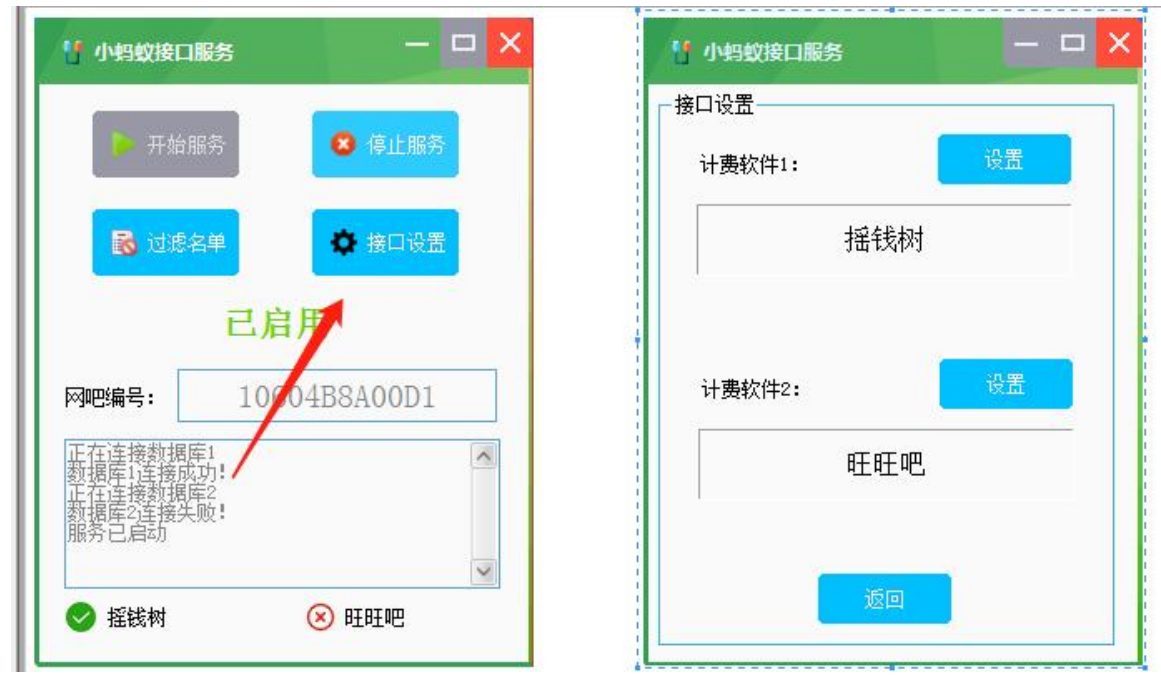 小蚂蚁接口服务
开始服务
停止服务
过滤名单
接口设置
已启用
网吧编号:
10604B8A00D1
正在连接数据库1
数据库1连接成功!
正在连接数据库2
数据库2连接失败!
服务已启动
摇钱树
旺旺吧
小蚂蚁接口服务
接口设置
计费软件1:
设置
摇钱树
计费软件2:
设置
旺旺吧
返回